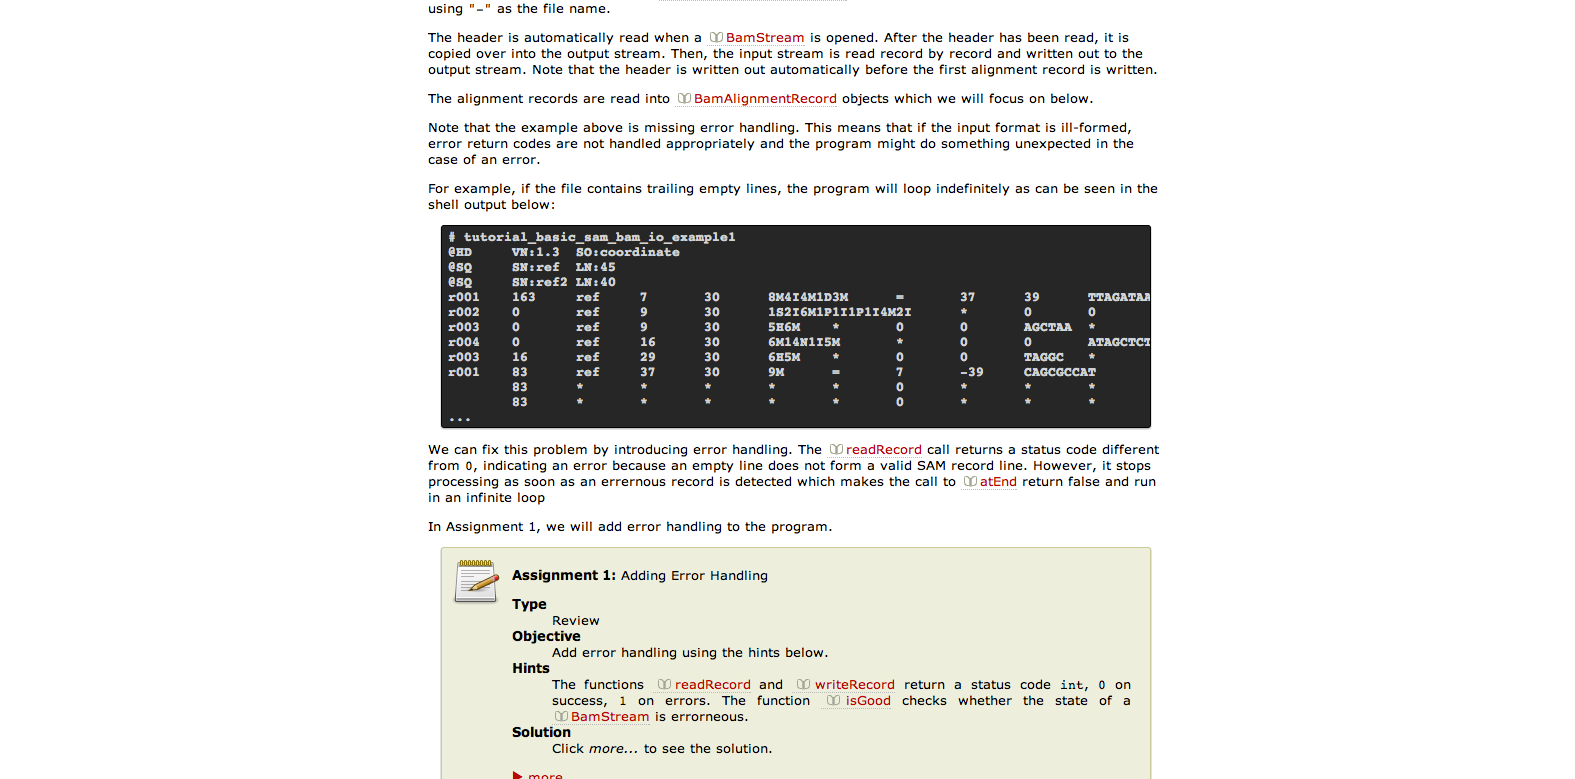 using "-" as the file name.
The header is automatically read when a BamStream is opened. After the header has been read, it is
copied over into the output stream. Then, the input stream is read record by record and written out to the
output stream. Note that the header is written out automatically before the first alignment record is written.
The alignment records are read into BamAlignmentRecord objects which we will focus on below.
Note that the example above is missing error handling. This means that if the input format is ill-formed,
error return codes are not handled appropriately and the program might do something unexpected in the
case of an error.
For example, if the file contains trailing empty lines, the program will loop indefinitely as can be seen in the
shell output below:
# tutorial_basic_sam_bam_io_example1
@HD VN:1.3 SO:coordinate
@SQ SN:ref LN:45
@SQ SN:ref2 LN:40
r001 163 ref 7 30 8M4I4M1D3M = 37 39 TTAGATAA
r002 0 ref 9 30 1S2I6M1P1I1P1I4M2I * 0 0
r003 0 ref 9 30 5H6M * 0 0 AGCTAA *
r004 0 ref 16 30 6M14N1I5M * 0 0 ATAGCTCT
r003 16 ref 29 30 6H5M * 0 0 TAGGC *
r001 83 ref 37 30 9M = 7 -39 CAGCGCCAT
83 * * * * * 0 * * *
83 * * * * * 0 * * *
...
We can fix this problem by introducing error handling. The readRecord call returns a status code different
from 0, indicating an error because an empty line does not form a valid SAM record line. However, it stops
processing as soon as an errernous record is detected which makes the call to atEnd return false and run
in an infinite loop
In Assignment 1, we will add error handling to the program.
Assignment 1: Adding Error Handling
Type
Review
Objective
Add error handling using the hints below.
Hints
The functions readRecord and writeRecord return a status code int, 0 on
success, 1 on errors. The function isGood checks whether the state of a
BamStream is errorneous.
Solution
Click more... to see the solution.
more